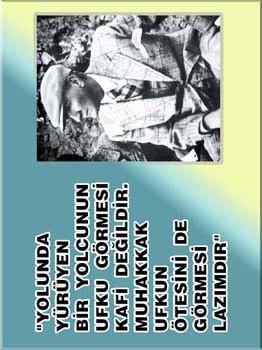 "YOLUNDA
YÜRÜYEN
BİR YOLCUNUN
UFKU GÖRMESİ
KAFİ DEĞİLDİR.
MUHAKKAK
UFKUN
ÖTESİNİ DE
GÖRMESİ
LAZIMDIR"